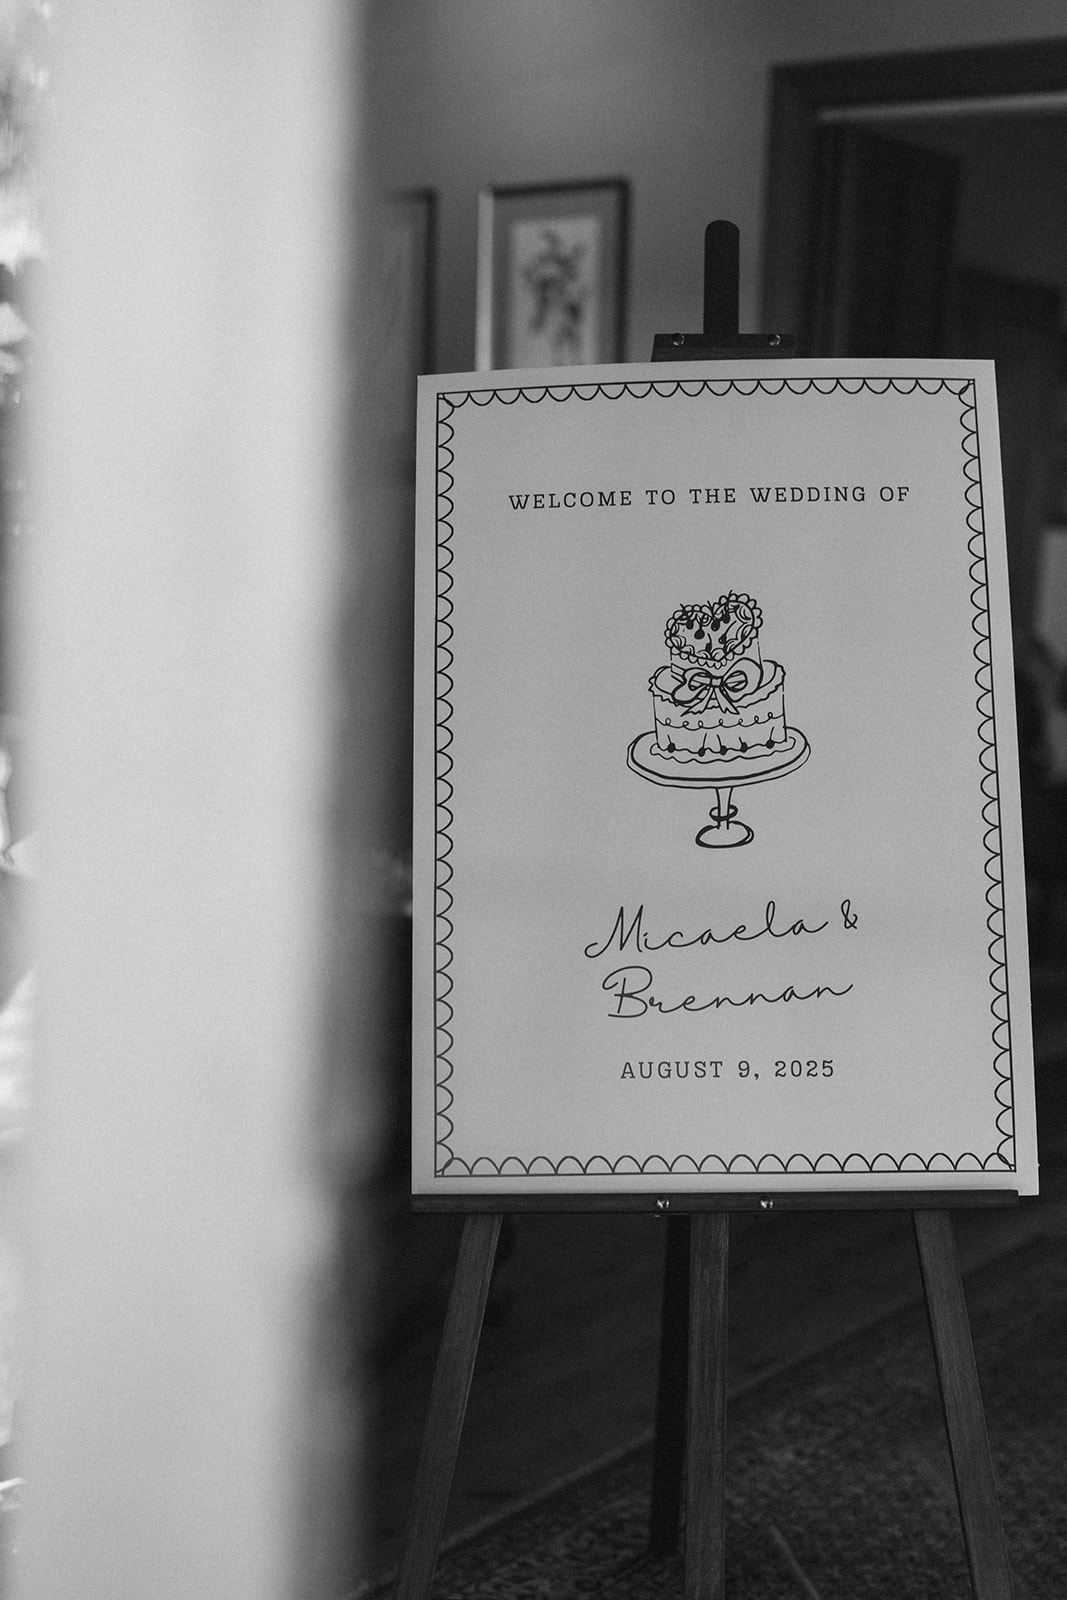 WELCOME TO THE WEDDING OF
Micaela &
Brennan
AUGUST 9, 2025